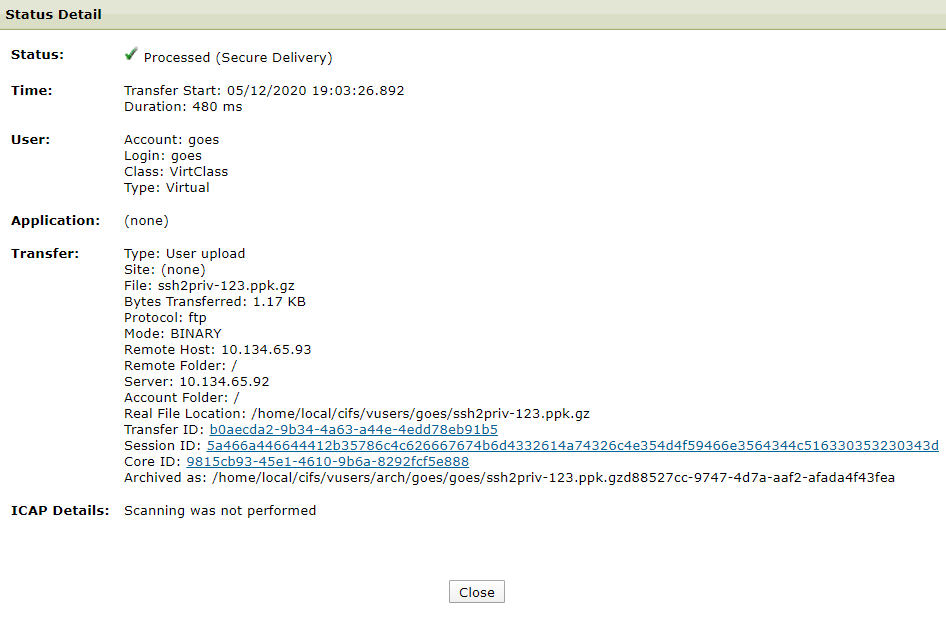 Status Detail
Status: Processed (Secure Delivery)
Time: Transfer Start: 05/12/2020 19:03:26.892
Duration: 480 ms
User: Account: goes
Login: goes
Class: VirtClass
Type: Virtual
Application: (none)
Transfer: Type: User upload
Site: (none)
File: ssh2priv-123.ppk.gz
Bytes Transferred: 1.17 KB
Protocol: ftp
Mode: BINARY
Remote Host: 10.134.65.93
Remote Folder: /
Server: 10.134.65.92
Account Folder: /
Real File Location: /home/local/cifs/vusers/goes/ssh2priv-123.ppk.gz
Transfer ID: b0aecda2-9b34-4a63-a44e-4edd78eb91b5
Session ID: 5a466a446644412b35786c4c626667674b6d4332614a74326c4e354d4f59466e3564344c516330353230343d
Core ID: 9815cb93-45e1-4610-9b6a-8292fcf5e888
Archived as: /home/local/cifs/vusers/arch/goes/goes/ssh2priv-123.ppk.gzd88527cc-9747-4d7a-aaf2-afada4f43fea
ICAP Details: Scanning was not performed
Close